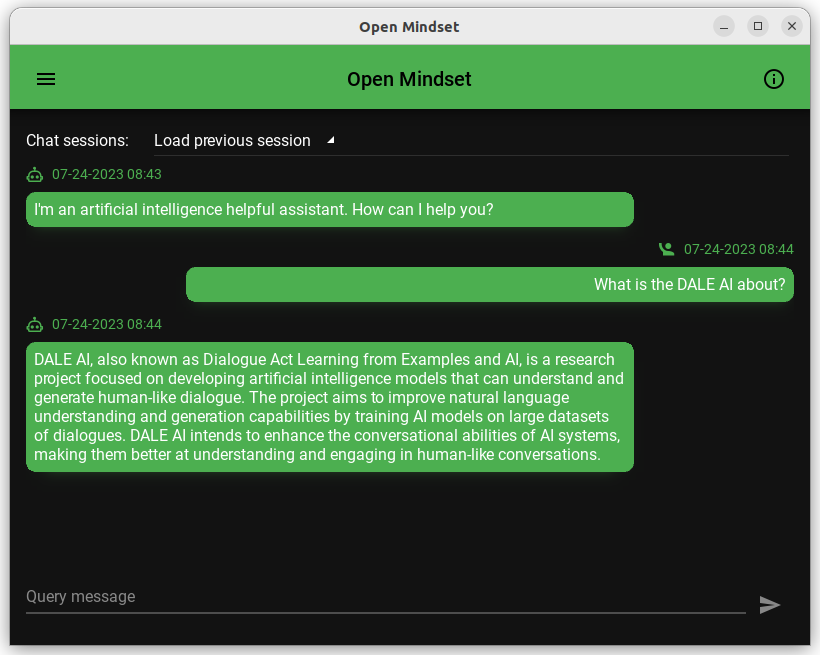 Open Mindset
Open Mindset
Chat sessions: Load previous session
07-24-2023 08:43
I'm an artificial intelligence helpful assistant. How can I help you?
07-24-2023 08:44
What is the DALE AI about?
07-24-2023 08:44
DALE AI, also known as Dialogue Act Learning from Examples and AI, is a research
project focused on developing artificial intelligence models that can understand and
generate human-like dialogue. The project aims to improve natural language
understanding and generation capabilities by training AI models on large datasets
of dialogues. DALE AI intends to enhance the conversational abilities of AI systems,
making them better at understanding and engaging in human-like conversations.
Query message